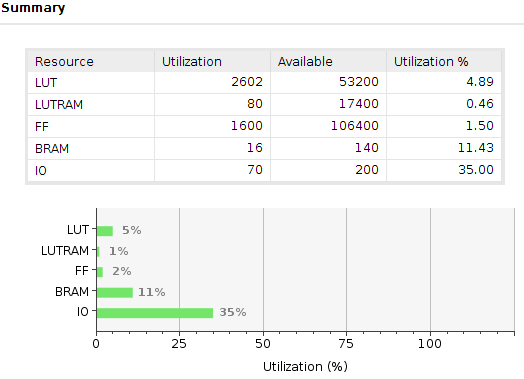 Summary
Resource Utilization Available Utilization %
LUT 2602 53200 4.89
LUTRAM 80 17400 0.46
FF 1600 106400 1.50
BRAM 16 140 11.43
IO 70 200 35.00
LUT 5%
LUTRAM 1%
FF 2%
BRAM 11%
IO 35%
0 25 50 75 100
Utilization (%)